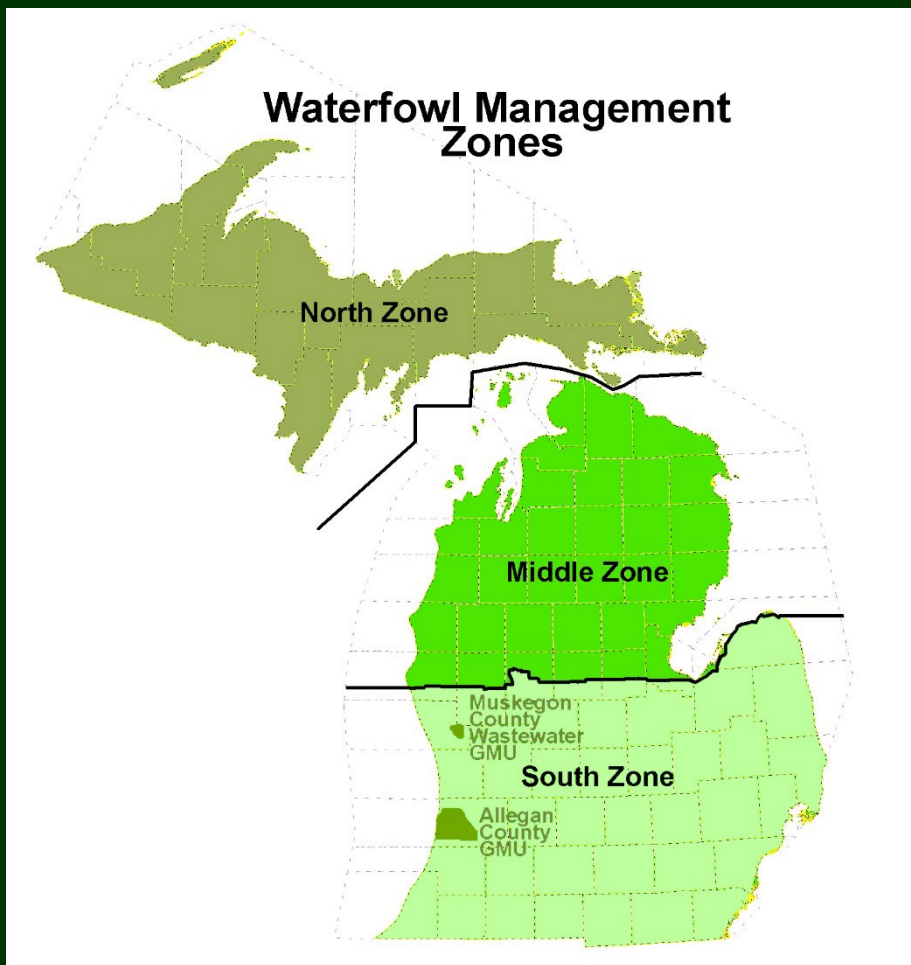 Waterfowl Management
Zones
North Zone
Middle Zone
Muskegon
County
Wastewater
GMU
South Zone
Allegan
County
GMU